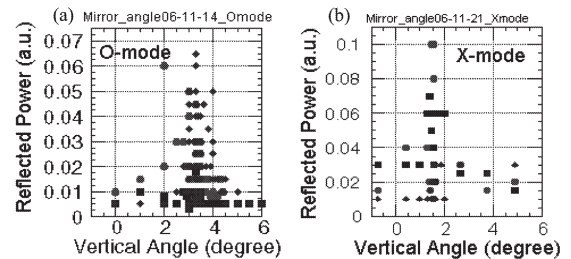 (a) Mirror_angle06-11-14_Omode
0.07
0.06
0.05
0.04
0.03
0.02
0.01
0
O-mode
Reflected Power (a.u.)
0 2 4 6
Vertical Angle (degree)
(b) Mirror_angle06-11-21_Xmode
0.1
0.08
0.06
0.04
0.02
0
X-mode
Reflected Power (a.u.)
0 2 4
Vertical Angle (degree)